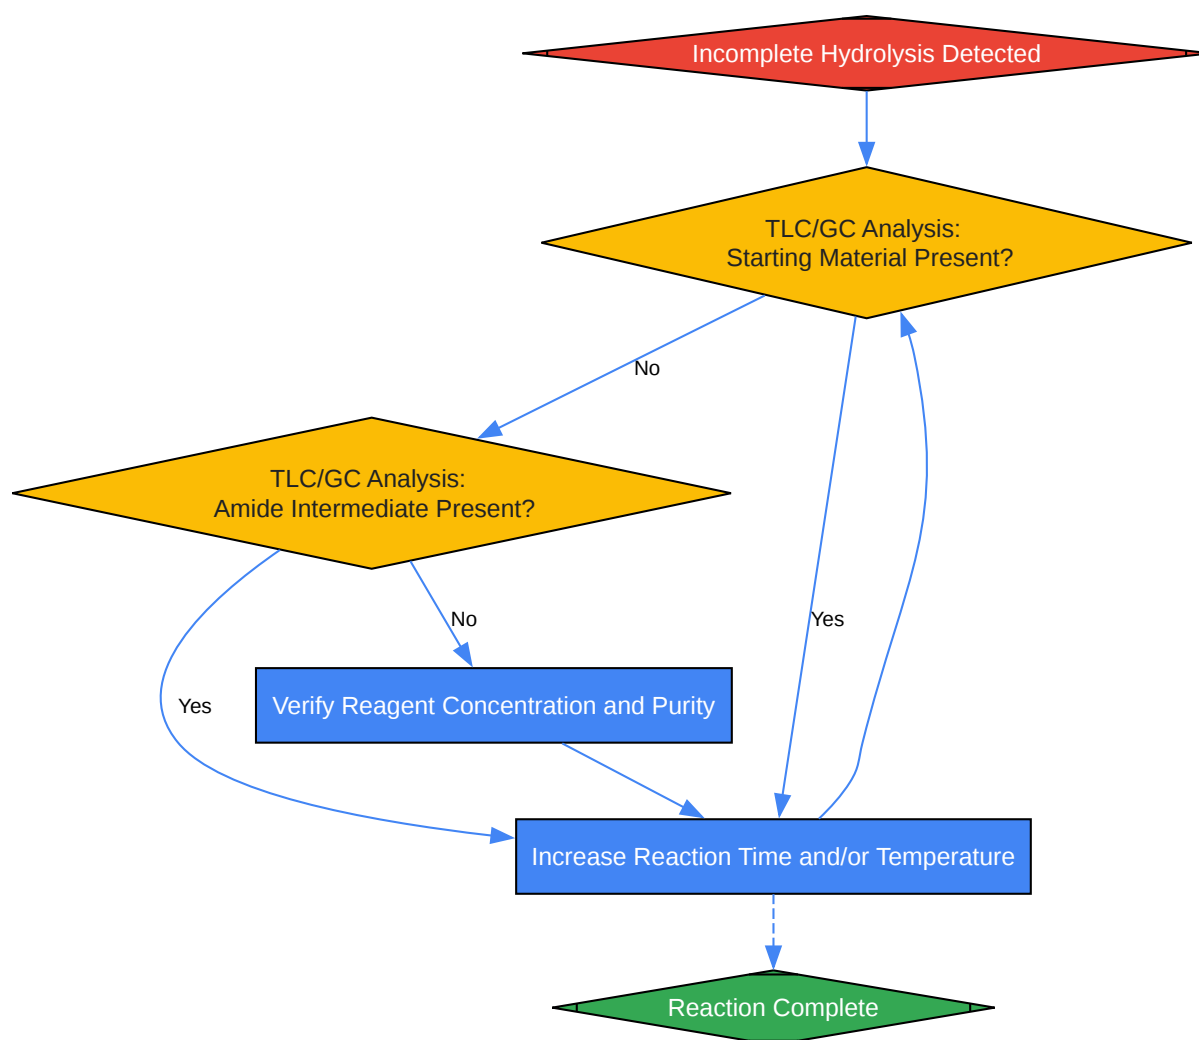 Incomplete Hydrolysis Detected
TLC/GC Analysis:
Starting Material Present?
No
TLC/GC Analysis:
Amide Intermediate Present?
No
Yes
Yes
Verify Reagent Concentration and Purity
Increase Reaction Time and/or Temperature
Reaction Complete